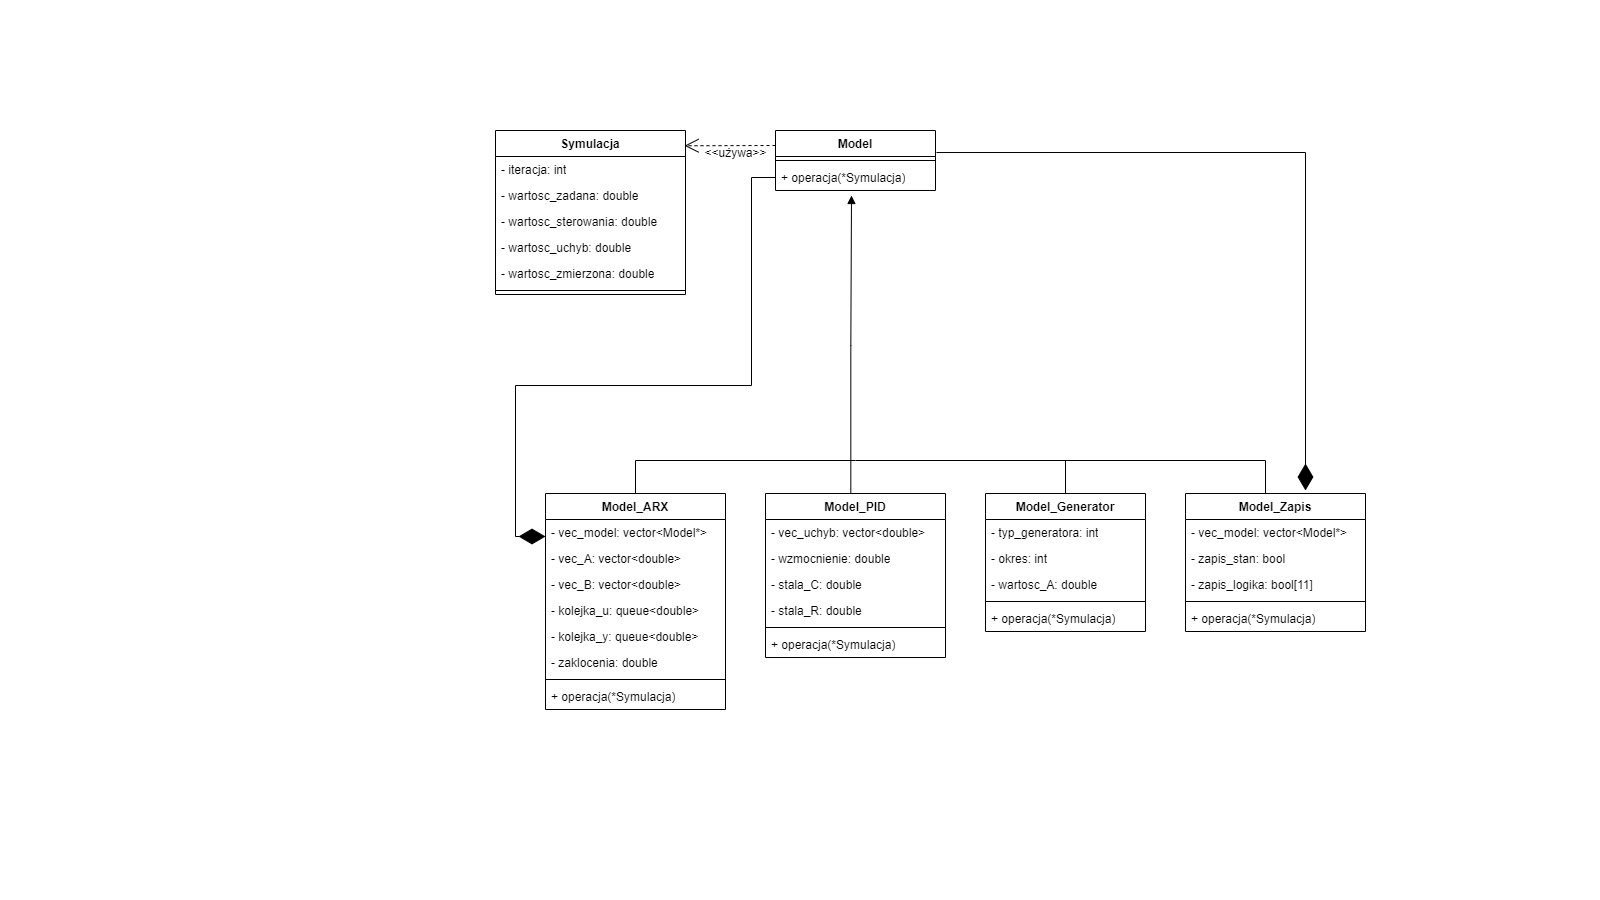 Symulacja
- iteracja: int
- wartosc_zadana: double
- wartosc_sterowania: double
- wartosc_uchyb: double
- wartosc_zmierzona: double
<<używa>>
Model
+ operacja(*Symulacja)
Model_ARX
- vec_model: vector<Model*>
- vec_A: vector<double>
- vec_B: vector<double>
- kolejka_u: queue<double>
- kolejka_y: queue<double>
- zaklocenia: double
+ operacja(*Symulacja)
Model_PID
- vec_uchyb: vector<double>
- wzmocnienie: double
- stala_C: double
- stala_R: double
+ operacja(*Symulacja)
Model_Generator
- typ_generatora: int
- okres: int
- wartosc_A: double
+ operacja(*Symulacja)
Model_Zapis
- vec_model: vector<Model*>
- zapis_stan: bool
- zapis_logika: bool[11]
+ operacja(*Symulacja)